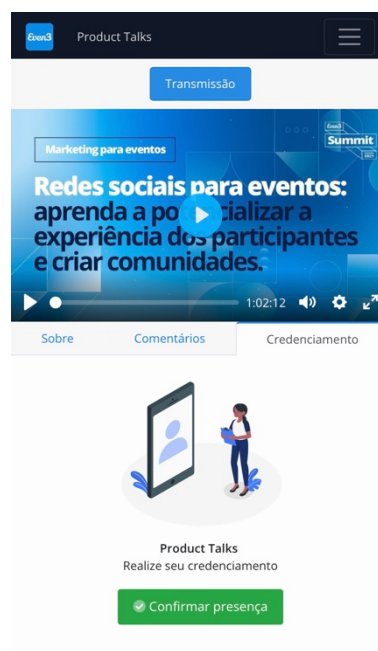 Even3
Product Talks
Transmissão
Even3
Summit
Marketing para eventos
Redes sociais para eventos:
aprenda a potencializar a
experiência dos participantes
e criar comunidades.
1:02:12
Sobre
Comentários
Credenciamento
Product Talks
Realize seu credenciamento
Confirmar presença